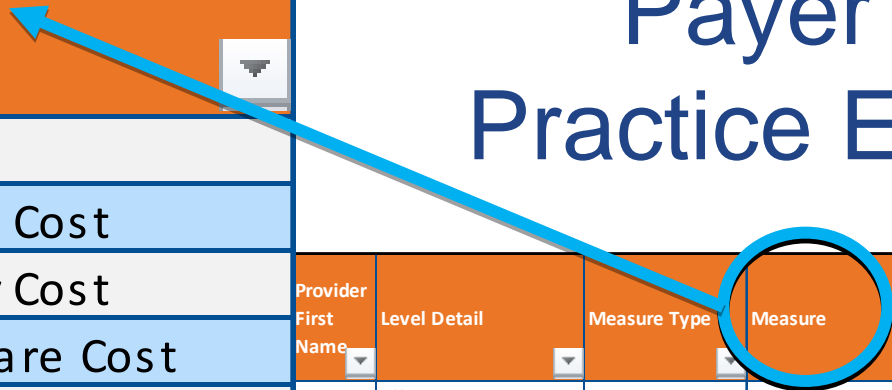 Payer
Practice E
Cost
Cost
are Cost
Provider
First
Name
Level Detail
Measure Type
Measure